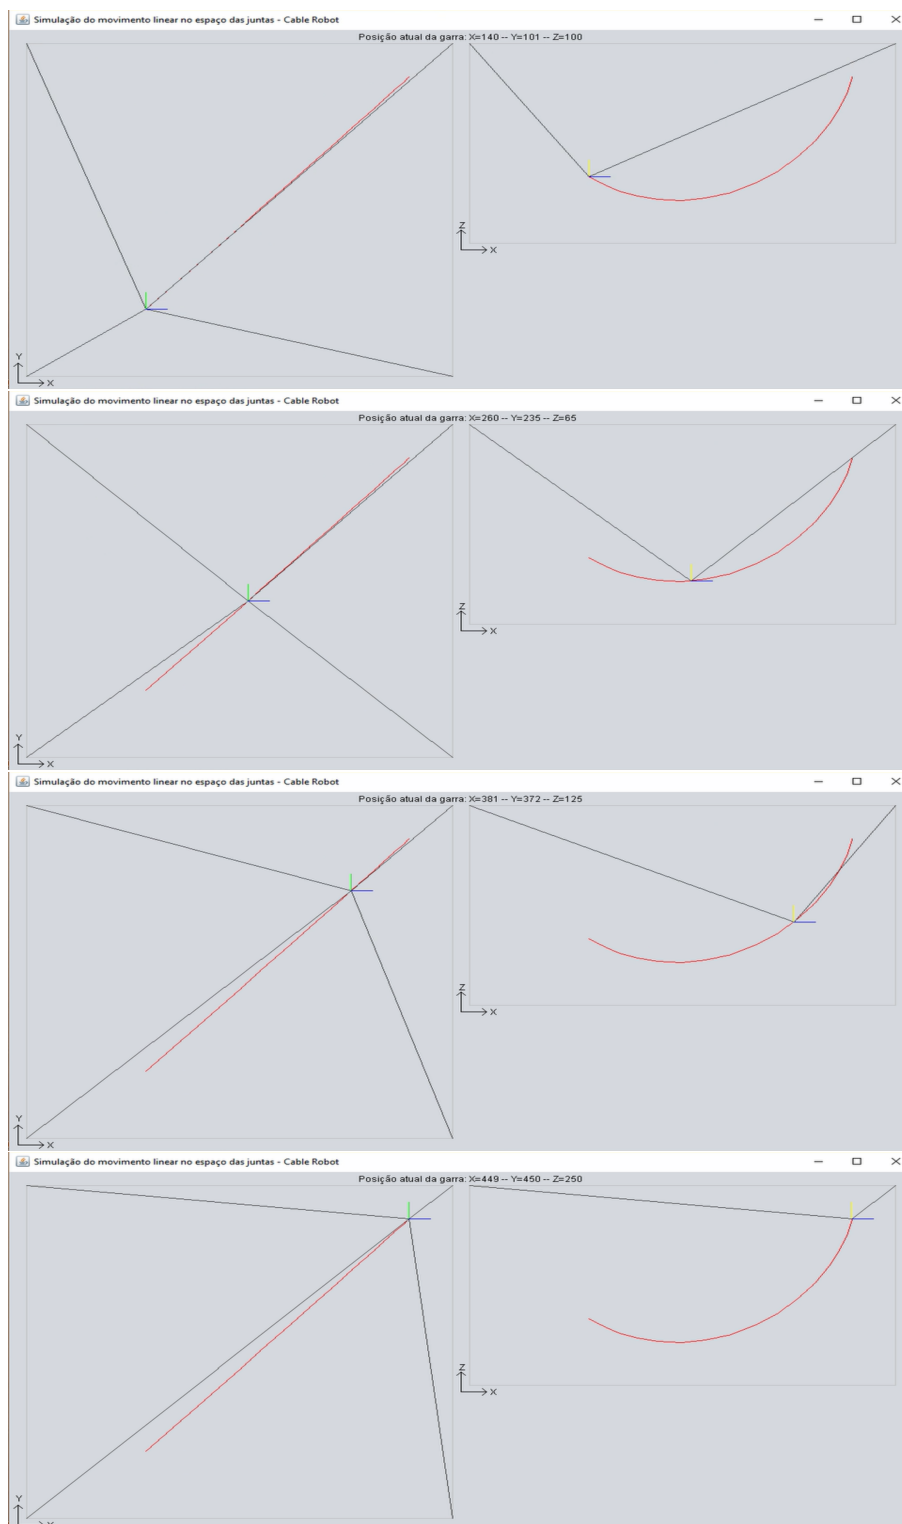 Simulação do movimento linear no espaço das juntas - Cable Robot
Posição atual da garra: X=140 -- Y=101 -- Z=100
Z
X
Y
X
Simulação do movimento linear no espaço das juntas - Cable Robot
Posição atual da garra: X=260 -- Y=235 -- Z=65
Z
X
Y
X
Simulação do movimento linear no espaço das juntas - Cable Robot
Posição atual da garra: X=381 -- Y=372 -- Z=125
Z
X
Y
X
Simulação do movimento linear no espaço das juntas - Cable Robot
Posição atual da garra: X=449 -- Y=450 -- Z=250
Z
X
Y